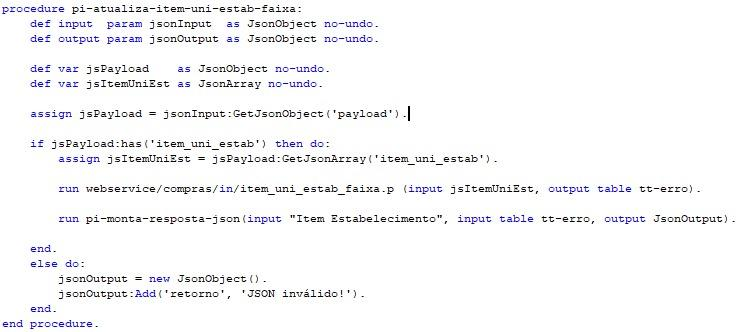 procedure pi-atualiza-item-uni-estab-faixa:
    def input  param jsonInput  as JsonObject no-undo.
    def output param jsonOutput as JsonObject no-undo.

    def var jsPayload    as JsonObject no-undo.
    def var jsItemUniEst as JsonArray no-undo.

    assign jsPayload = jsonInput:GetJsonObject('payload').

    if jsPayload:has('item_uni_estab') then do:
        assign jsItemUniEst = jsPayload:GetJsonArray('item_uni_estab').

        run webservice/compras/in/item_uni_estab_faixa.p (input jsItemUniEst, output table tt-erro).

        run pi-monta-resposta-json(input "Item Estabelecimento", input table tt-erro, output JsonOutput).

    end.
    else do:
        jsonOutput = new JsonObject().
        jsonOutput:Add('retorno', 'JSON inválido!').
    end.
end procedure.